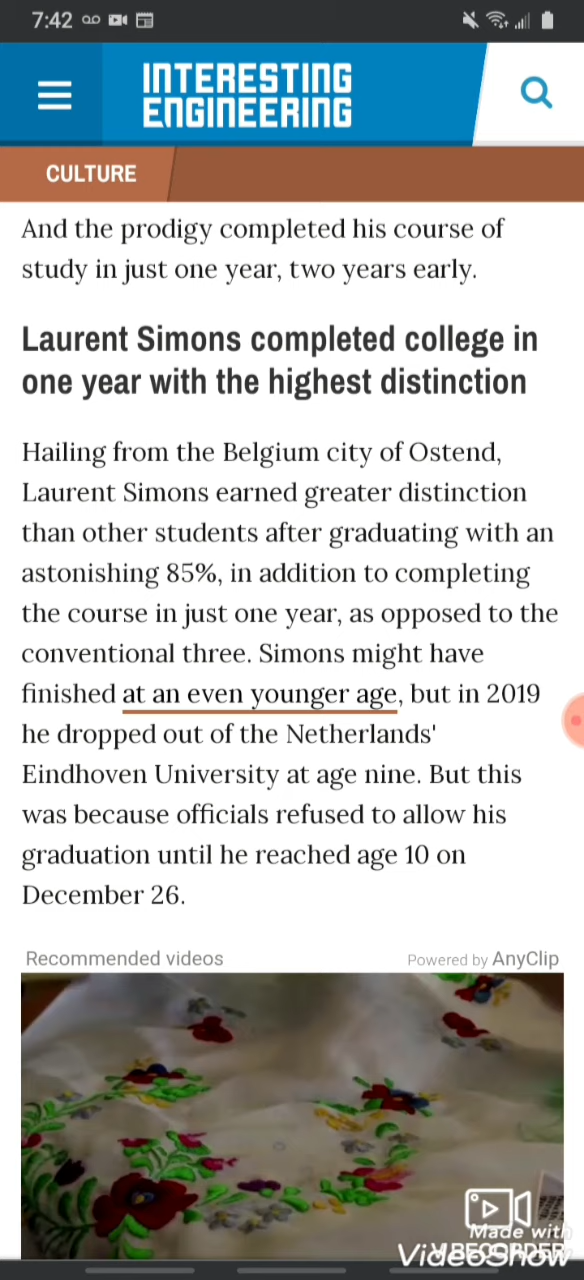 7:42
INTERESTING
ENGINEERING
CULTURE
And the prodigy completed his course of
study in just one year, two years early.
Laurent Simons completed college in
one year with the highest distinction
Hailing from the Belgium city of Ostend,
Laurent Simons earned greater distinction
than other students after graduating with an
astonishing 85%, in addition to completing
the course in just one year, as opposed to the
conventional three. Simons might have
finished at an even younger age, but in 2019
he dropped out of the Netherlands'
Eindhoven University at age nine. But this
was because officials refused to allow his
graduation until he reached age 10 on
December 26.
Recommended videos Powered by AnyClip
Made with
VideoShow